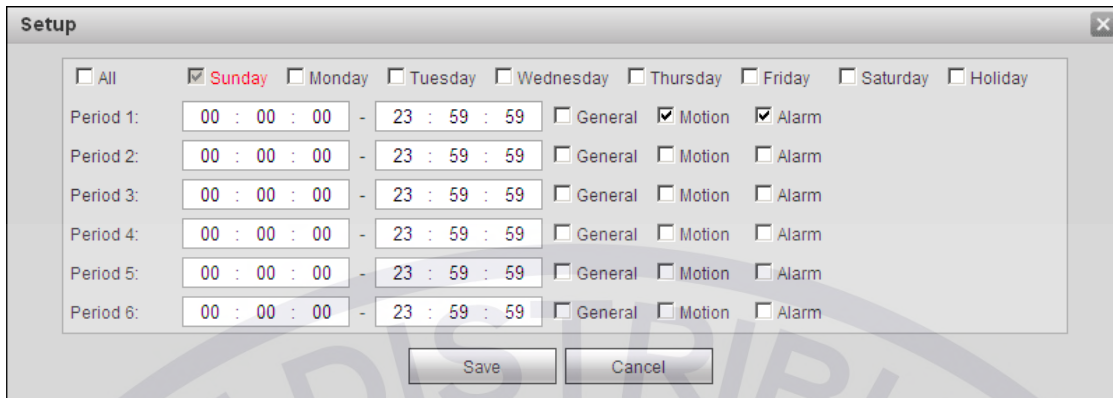 Setup
All Sunday Monday Tuesday Wednesday Thursday Friday Saturday Holiday
Period 1: 00 : 00 : 00 - 23 : 59 : 59 General Motion Alarm
Period 2: 00 : 00 : 00 - 23 : 59 : 59 General Motion Alarm
Period 3: 00 : 00 : 00 - 23 : 59 : 59 General Motion Alarm
Period 4: 00 : 00 : 00 - 23 : 59 : 59 General Motion Alarm
Period 5: 00 : 00 : 00 - 23 : 59 : 59 General Motion Alarm
Period 6: 00 : 00 : 00 - 23 : 59 : 59 General Motion Alarm
Save Cancel